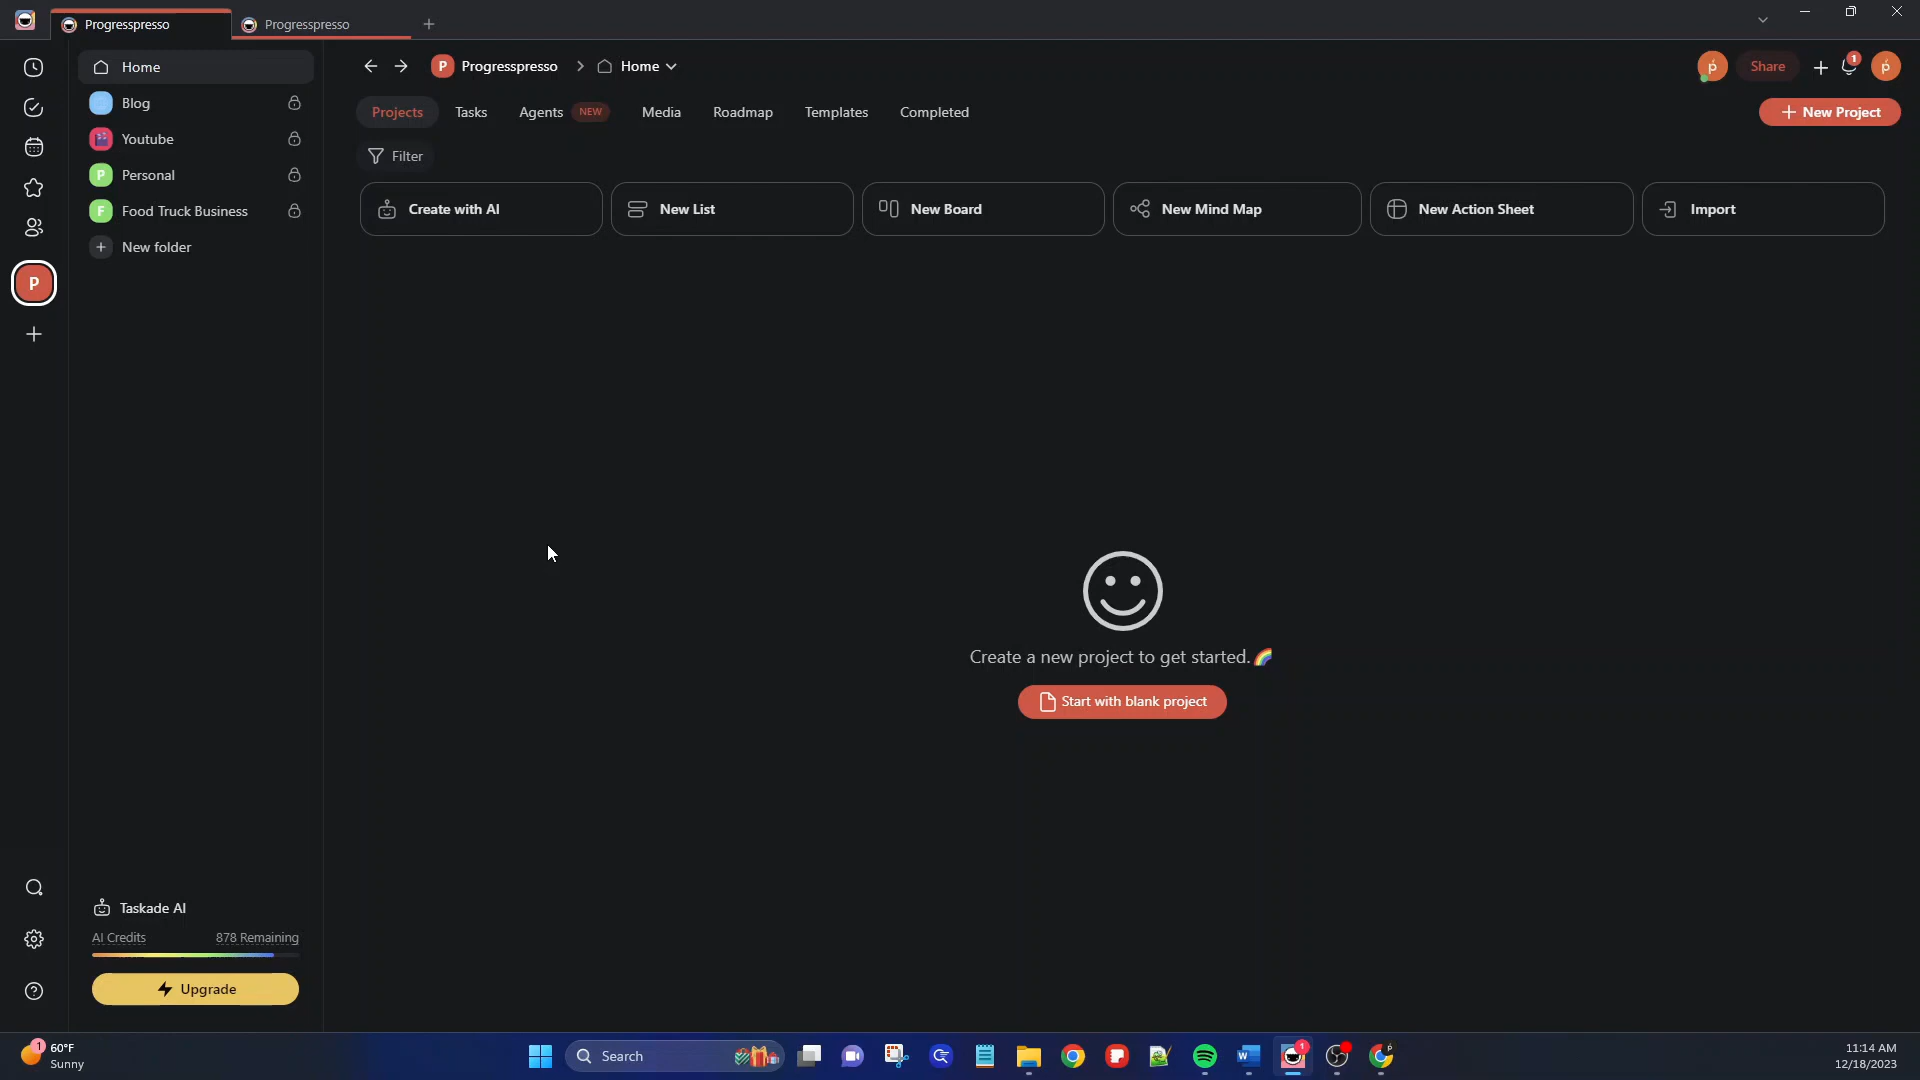 Progresspresso
Progresspresso
Home
Blog
Youtube
Personal
P
Food Truck Business
F
New folder
P
P Progresspresso > Home
Share
1
ṗ
ṗ
Projects Tasks Agents NEW Media Roadmap Templates Completed
+ New Project
Filter
Create with AI
New List
New Board
New Mind Map
New Action Sheet
Import
Create a new project to get started.🌈
Start with blank project
Taskade AI
AI Credits 878 Remaining
Upgrade
1
60°F
Sunny
Search
W
1
11:14 AM
12/18/2023